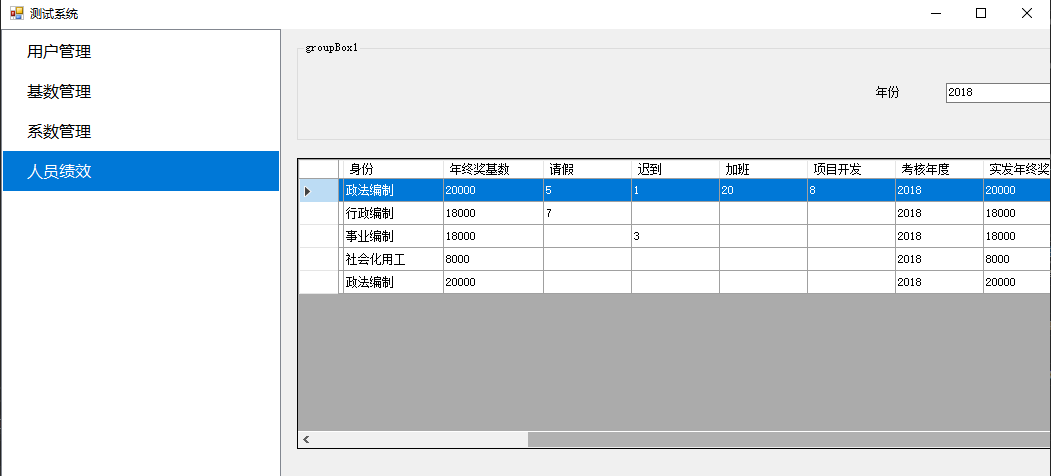 测试系统
用户管理
基数管理
系数管理
人员绩效
groupBox1
年份 2018
身份 年终奖基数 请假 迟到 加班 项目开发 考核年度 实发年终奖
政法编制 20000 5 1 20 8 2018 20000
行政编制 18000 7 2018 18000
事业编制 18000 3 2018 18000
社会化用工 8000 2018 8000
政法编制 20000 2018 20000